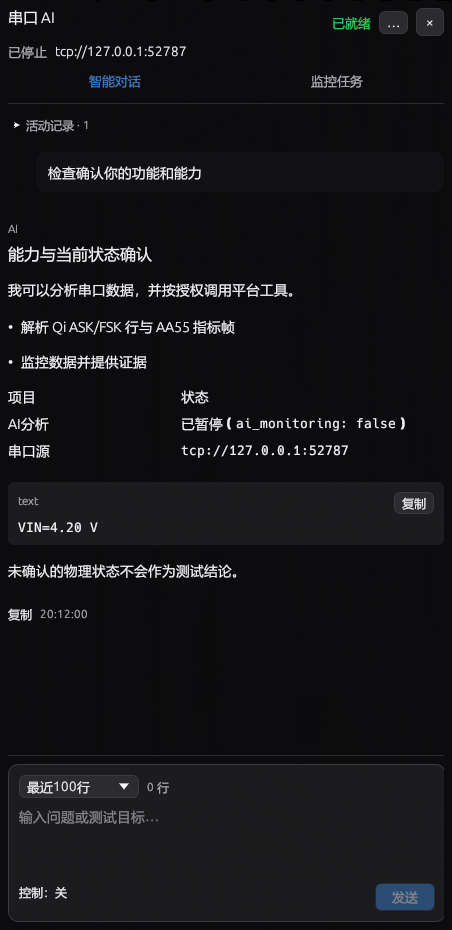 串口 AI
已就绪 ... ×
已停止 tcp://127.0.0.1:52787
智能对话 监控任务
▸ 活动记录 · 1
检查确认你的功能和能力
AI
能力与当前状态确认
我可以分析串口数据，并按授权调用平台工具。
• 解析 Qi ASK/FSK 行与 AA55 指标帧
• 监控数据并提供证据
项目 状态
AI分析 已暂停(ai_monitoring: false)
串口源 tcp://127.0.0.1:52787
text 复制
VIN=4.20 V
未确认的物理状态不会作为测试结论。
复制 20:12:00
最近100行 ▼ 0 行
输入问题或测试目标...
控制：关 发送